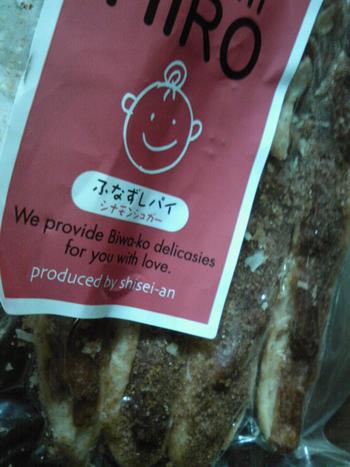 HIRO
ふなずしパイ
シナモンシュガー
We provide Biwa-ko delicasies
for you with love.
produced by shisei-an